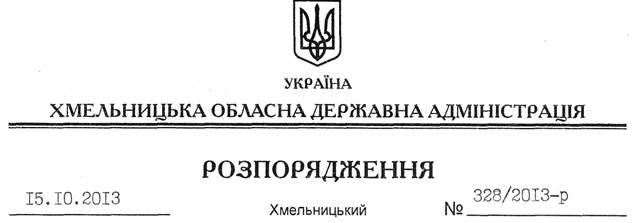 УКРАЇНА
ХМЕЛЬНИЦЬКА ОБЛАСНА ДЕРЖАВНА АДМІНІСТРАЦІЯ
РОЗПОРЯДЖЕННЯ
15.10.2013 Хмельницький № 328/2013-р